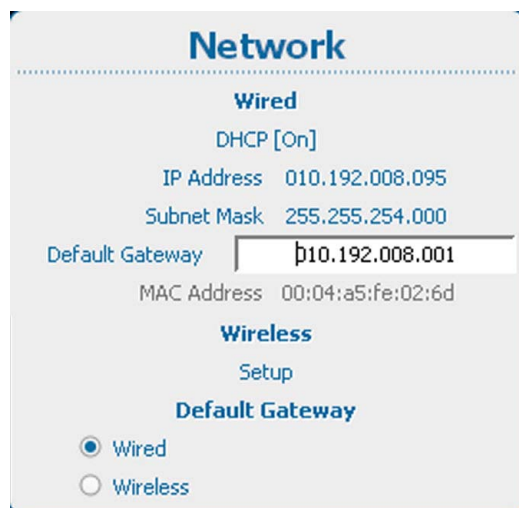 Network
Wired
DHCP [On]
IP Address 010.192.008.095
Subnet Mask 255.255.254.000
Default Gateway 010.192.008.001
MAC Address 00:04:a5:fe:02:6d
Wireless
Setup
Default Gateway
Wired
Wireless